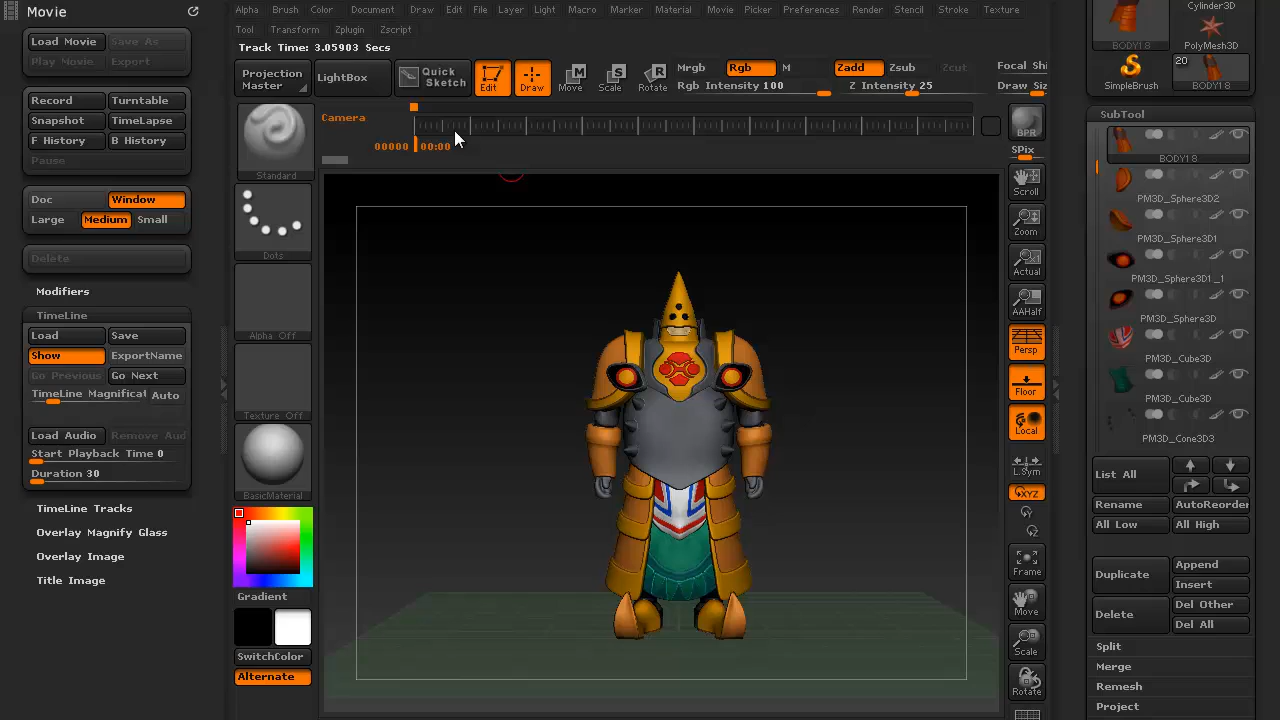 Movie
Load Movie
Save As
Play Movie
Export
Record
Turntable
Snapshot
TimeLapse
F History
B History
Pause
Doc
Window
Large
Medium
Small
Delete
Modifiers
TimeLine
Load
Save
Show
ExportName
Go Previous
Go Next
TimeLine Magnificat
Auto
Load Audio
Remove Aud
Start Playback Time 0
Duration 30
TimeLine Tracks
Overlay Magnify Glass
Overlay Image
Title Image
Alpha
Brush
Color
Document
Draw
Edit
File
Layer
Light
Macro
Marker
Material
Movie
Picker
Preferences
Render
Stencil
Stroke
Texture
Tool
Transform
Zplugin
Zscript
Track Time: 3.05903 Secs
Projection
Master
LightBox
Quick
Sketch
Edit
Draw
Move
Scale
Rotate
Mrgb
Rgb
M
Zadd
Zsub
Zcut
Focal Shi
Rgb Intensity 100
Z Intensity 25
Draw Siz
Camera
00000
00:00
Standard
Dots
Alpha Off
Texture Off
BasicMaterial
Gradient
SwitchColor
Alternate
BPR
SPix
Scroll
Zoom
Actual
AAHalf
Persp
Floor
Local
L.Sym
XYZ
Frame
Move
Scale
Rotate
Cylinder3D
BODY1 8
PolyMesh3D
SimpleBrush
20
BODY1 8
SubTool
BODY1 8
PM3D_Sphere3D2
PM3D_Sphere3D1
PM3D_Sphere3D1_1
PM3D_Sphere3D
PM3D_Cube3D
PM3D_Cube3D
PM3D_Cone3D3
List All
Rename
AutoReorder
All Low
All High
Duplicate
Append
Insert
Delete
Del Other
Del All
Split
Merge
Remesh
Project